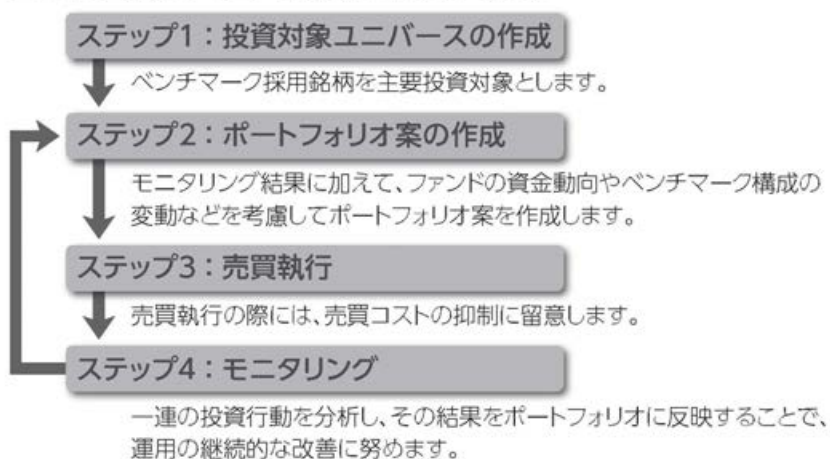 ステップ1：投資対象ユニバースの作成
ベンチマーク採用銘柄を主要投資対象とします。
ステップ2：ポートフォリオ案の作成
モニタリング結果に加えて、ファンドの資金動向やベンチマーク構成の
変動などを考慮してポートフォリオ案を作成します。
ステップ3：売買執行
売買執行の際には、売買コストの抑制に留意します。
ステップ4：モニタリング
一連の投資行動を分析し、その結果をポートフォリオに反映することで、
運用の継続的な改善に努めます。